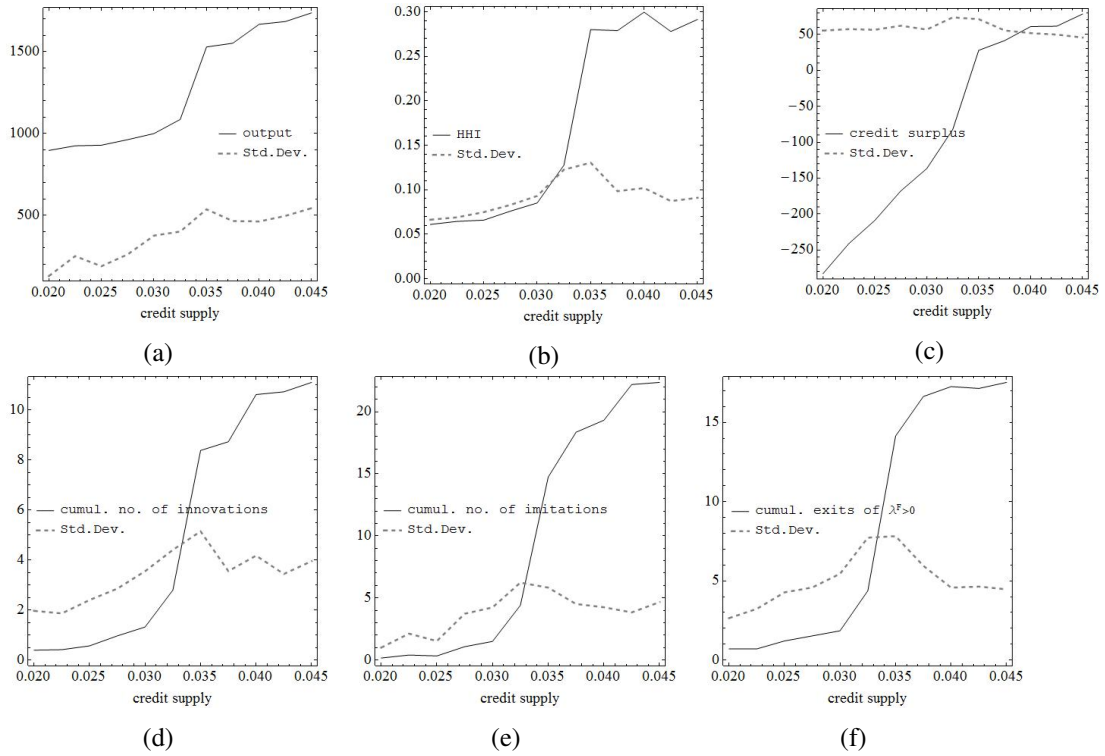 1500
1000
500
output
Std.Dev.
0.020 0.025 0.030 0.035 0.040 0.045
credit supply
(a)
0.30
0.25
0.20
0.15
0.10
0.05
0.00
HHI
Std.Dev.
0.020 0.025 0.030 0.035 0.040 0.045
credit supply
(b)
50
0
−50
−100
−150
−200
−250
credit surplus
Std.Dev.
0.020 0.025 0.030 0.035 0.040 0.045
credit supply
(c)
10
8
6
4
2
0
cumul. no. of innovations
Std.Dev.
0.020 0.025 0.030 0.035 0.040 0.045
credit supply
(d)
20
15
10
5
0
cumul. no. of imitations
Std.Dev.
0.020 0.025 0.030 0.035 0.040 0.045
credit supply
(e)
15
10
5
0
cumul. exits of λᶠ>0
Std.Dev.
0.020 0.025 0.030 0.035 0.040 0.045
credit supply
(f)